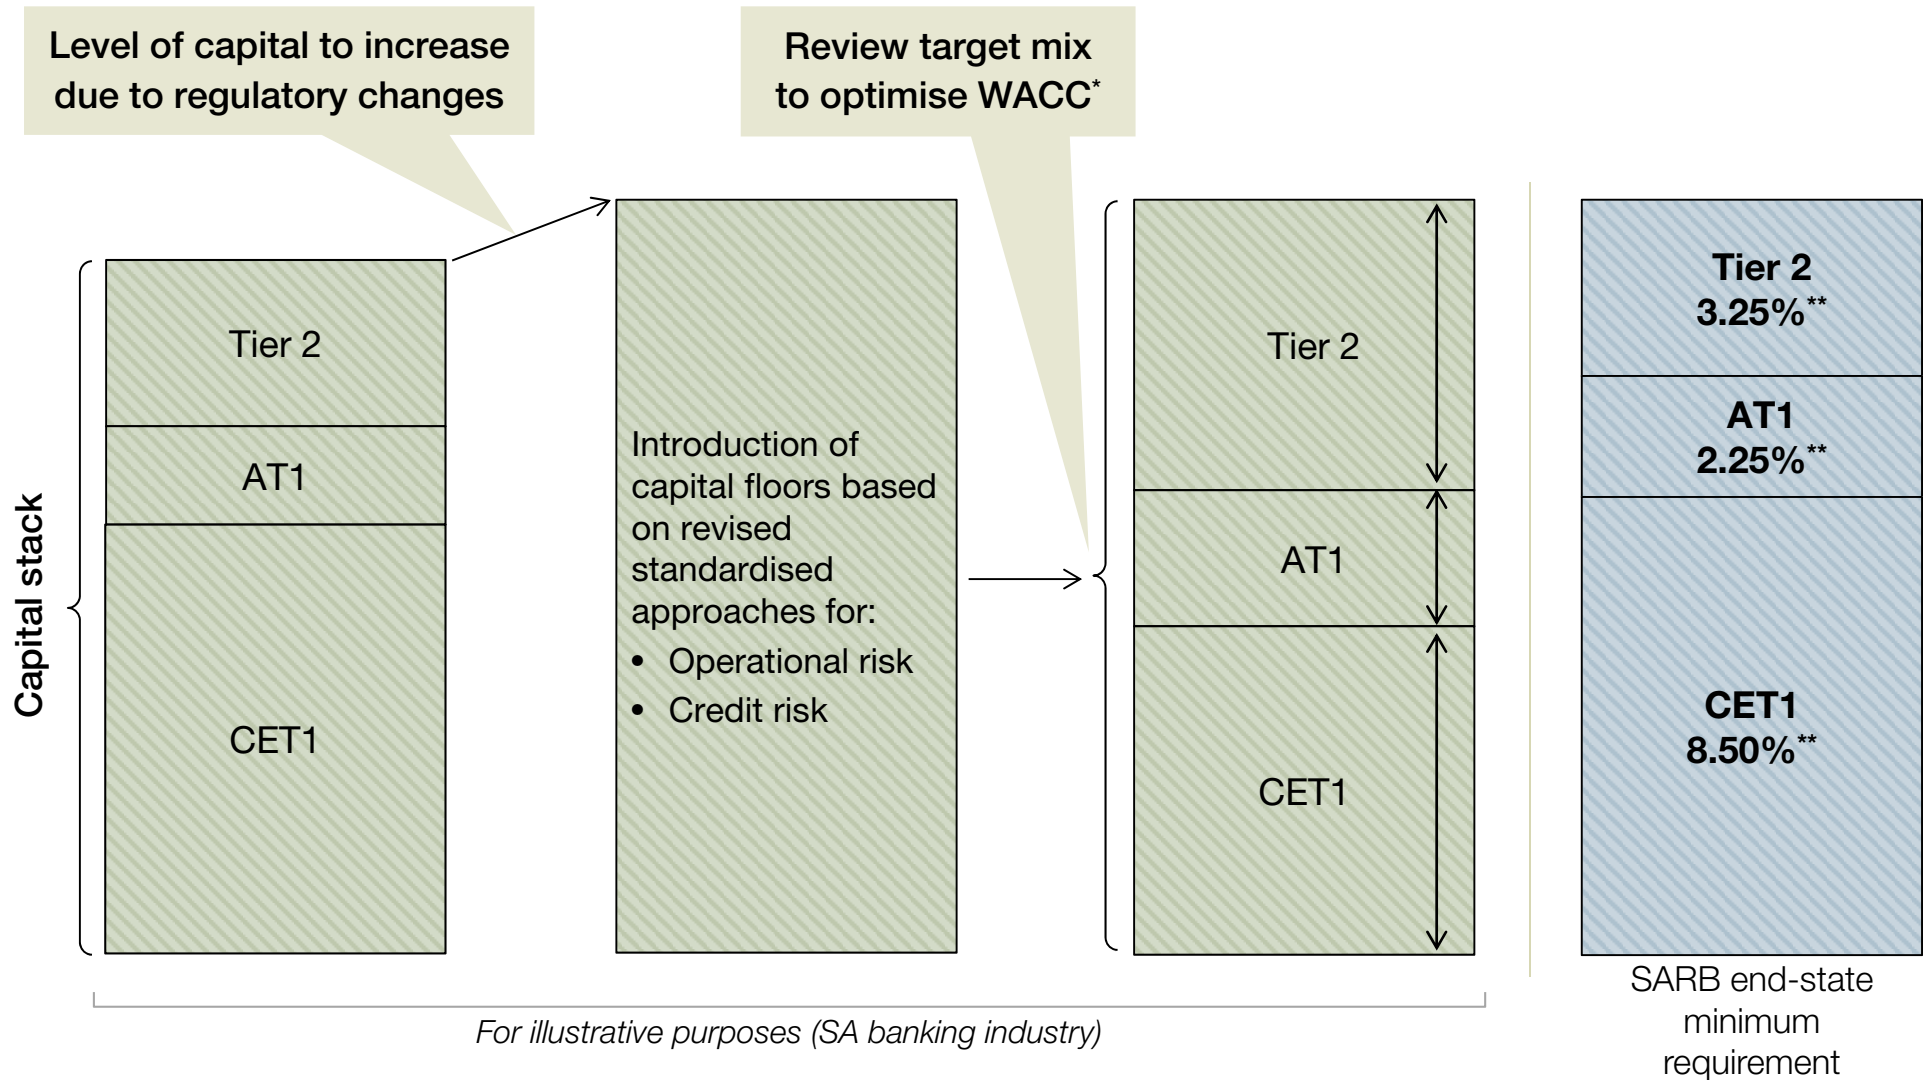 Level of capital to increase
due to regulatory changes
Review target mix
to optimise WACC*
Capital stack
Tier 2
AT1
CET1
Introduction of
capital floors based
on revised
standardised
approaches for:
• Operational risk
• Credit risk
Tier 2
AT1
CET1
Tier 2
3.25%**
AT1
2.25%**
CET1
8.50%**
SARB end-state
minimum
requirement
For illustrative purposes (SA banking industry)